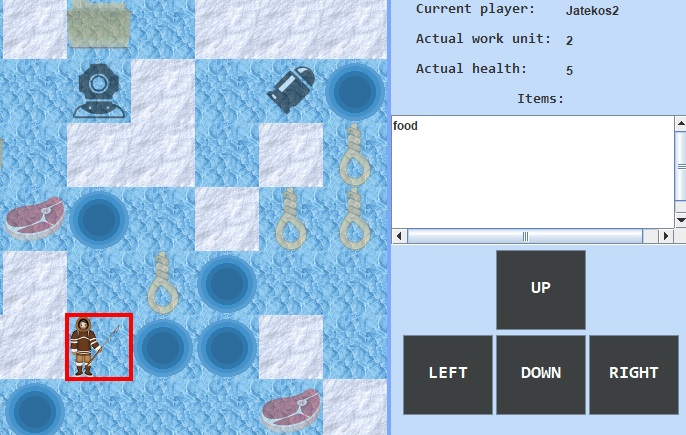 Current player: Jatekos2
Actual work unit: 2
Actual health: 5
Items:
food
UP
LEFT DOWN RIGHT